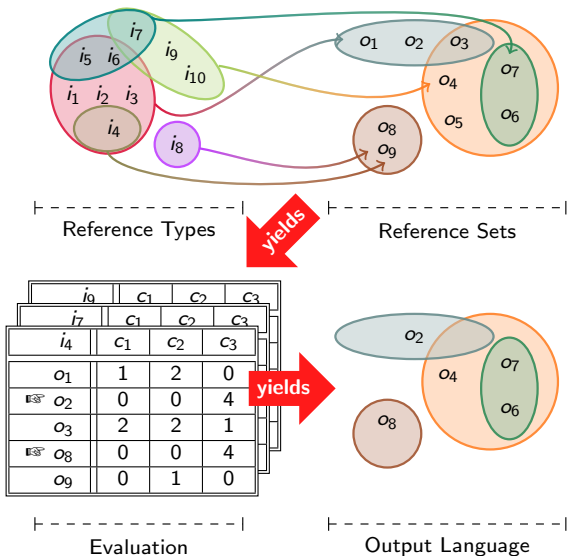 i7
i5 i6 i9
i10
i1 i2 i3
i4
i8
o1 o2 o3
o4 o7
o5 o6
o8
o9
Reference Types
Reference Sets
yields
i9 c1 c2 c3
i7 c1 c2 c3
i4 c1 c2 c3
o1 1 2 0
☞ o2 0 0 4
o3 2 2 1
☞ o8 0 0 4
o9 0 1 0
yields
o2
o4 o7
o6
o8
Evaluation
Output Language